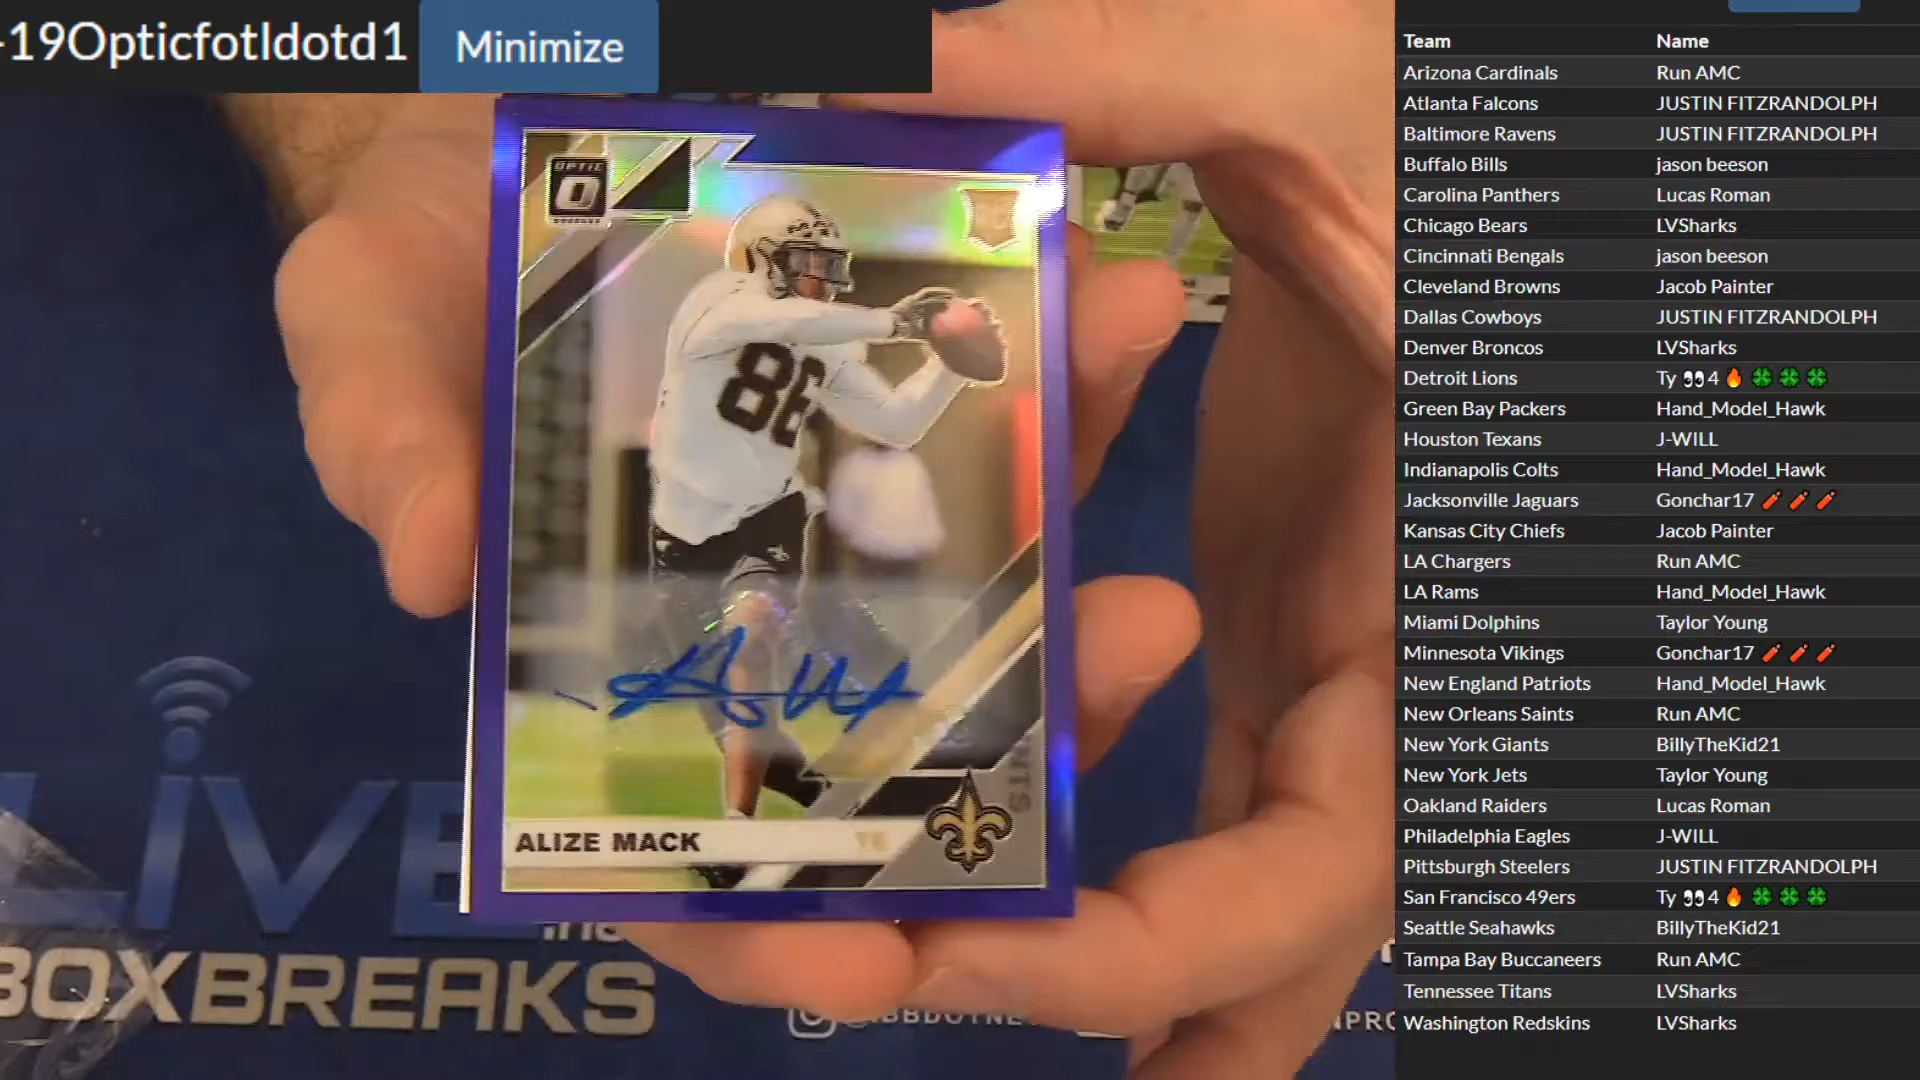 -19Opticfotldotd1 Minimize
OPTIC
86
ALIZE MACK TE
LIVE
BOXBREAKS
Team Name
Arizona Cardinals Run AMC
Atlanta Falcons JUSTIN FITZRANDOLPH
Baltimore Ravens JUSTIN FITZRANDOLPH
Buffalo Bills jason beeson
Carolina Panthers Lucas Roman
Chicago Bears LVSharks
Cincinnati Bengals jason beeson
Cleveland Browns Jacob Painter
Dallas Cowboys JUSTIN FITZRANDOLPH
Denver Broncos LVSharks
Detroit Lions Ty 👀4 🔥 🍀 🍀 🍀
Green Bay Packers Hand_Model_Hawk
Houston Texans J-WILL
Indianapolis Colts Hand_Model_Hawk
Jacksonville Jaguars Gonchar17 🧨 🧨 🧨
Kansas City Chiefs Jacob Painter
LA Chargers Run AMC
LA Rams Hand_Model_Hawk
Miami Dolphins Taylor Young
Minnesota Vikings Gonchar17 🧨 🧨 🧨
New England Patriots Hand_Model_Hawk
New Orleans Saints Run AMC
New York Giants BillyTheKid21
New York Jets Taylor Young
Oakland Raiders Lucas Roman
Philadelphia Eagles J-WILL
Pittsburgh Steelers JUSTIN FITZRANDOLPH
San Francisco 49ers Ty 👀4 🔥 🍀 🍀 🍀
Seattle Seahawks BillyTheKid21
Tampa Bay Buccaneers Run AMC
Tennessee Titans LVSharks
Washington Redskins LVSharks